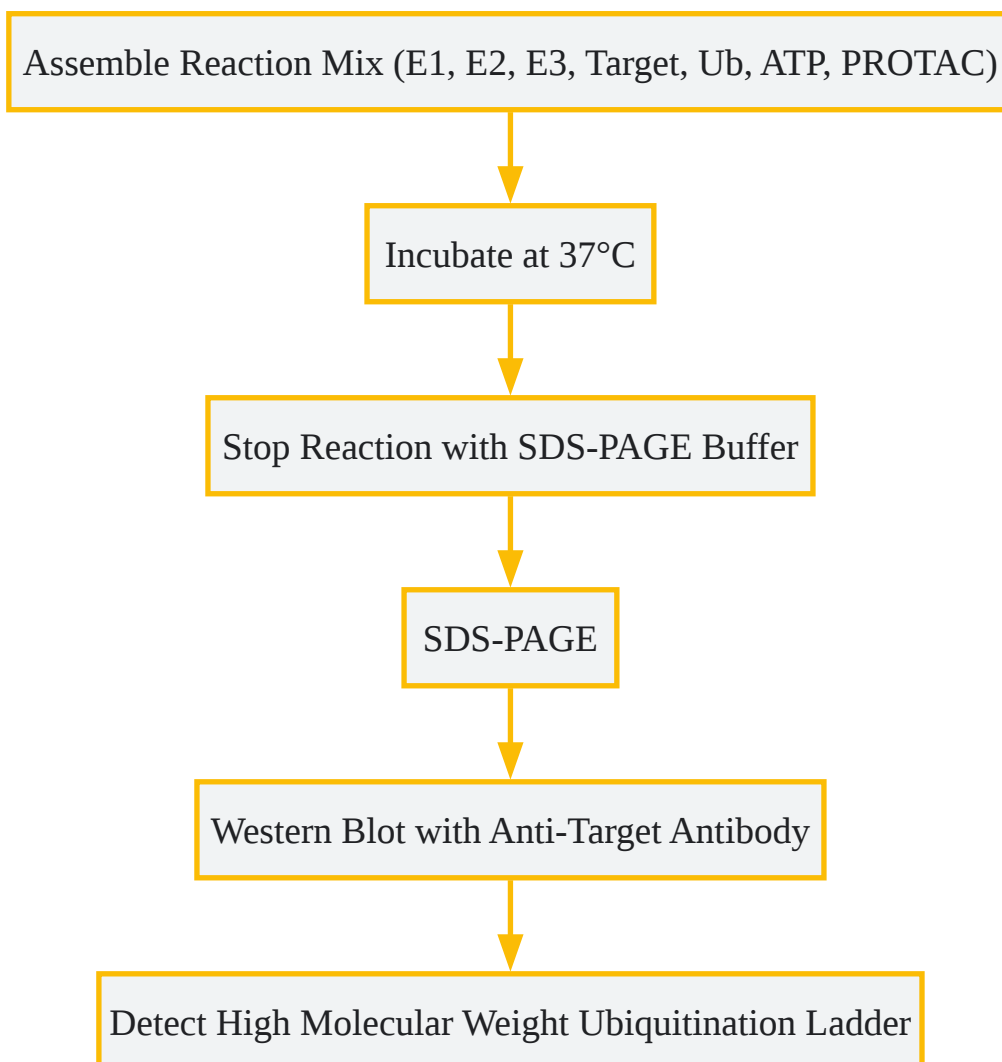 Assemble Reaction Mix (E1, E2, E3, Target, Ub, ATP, PROTAC)
Incubate at 37°C
Stop Reaction with SDS-PAGE Buffer
SDS-PAGE
Western Blot with Anti-Target Antibody
Detect High Molecular Weight Ubiquitination Ladder